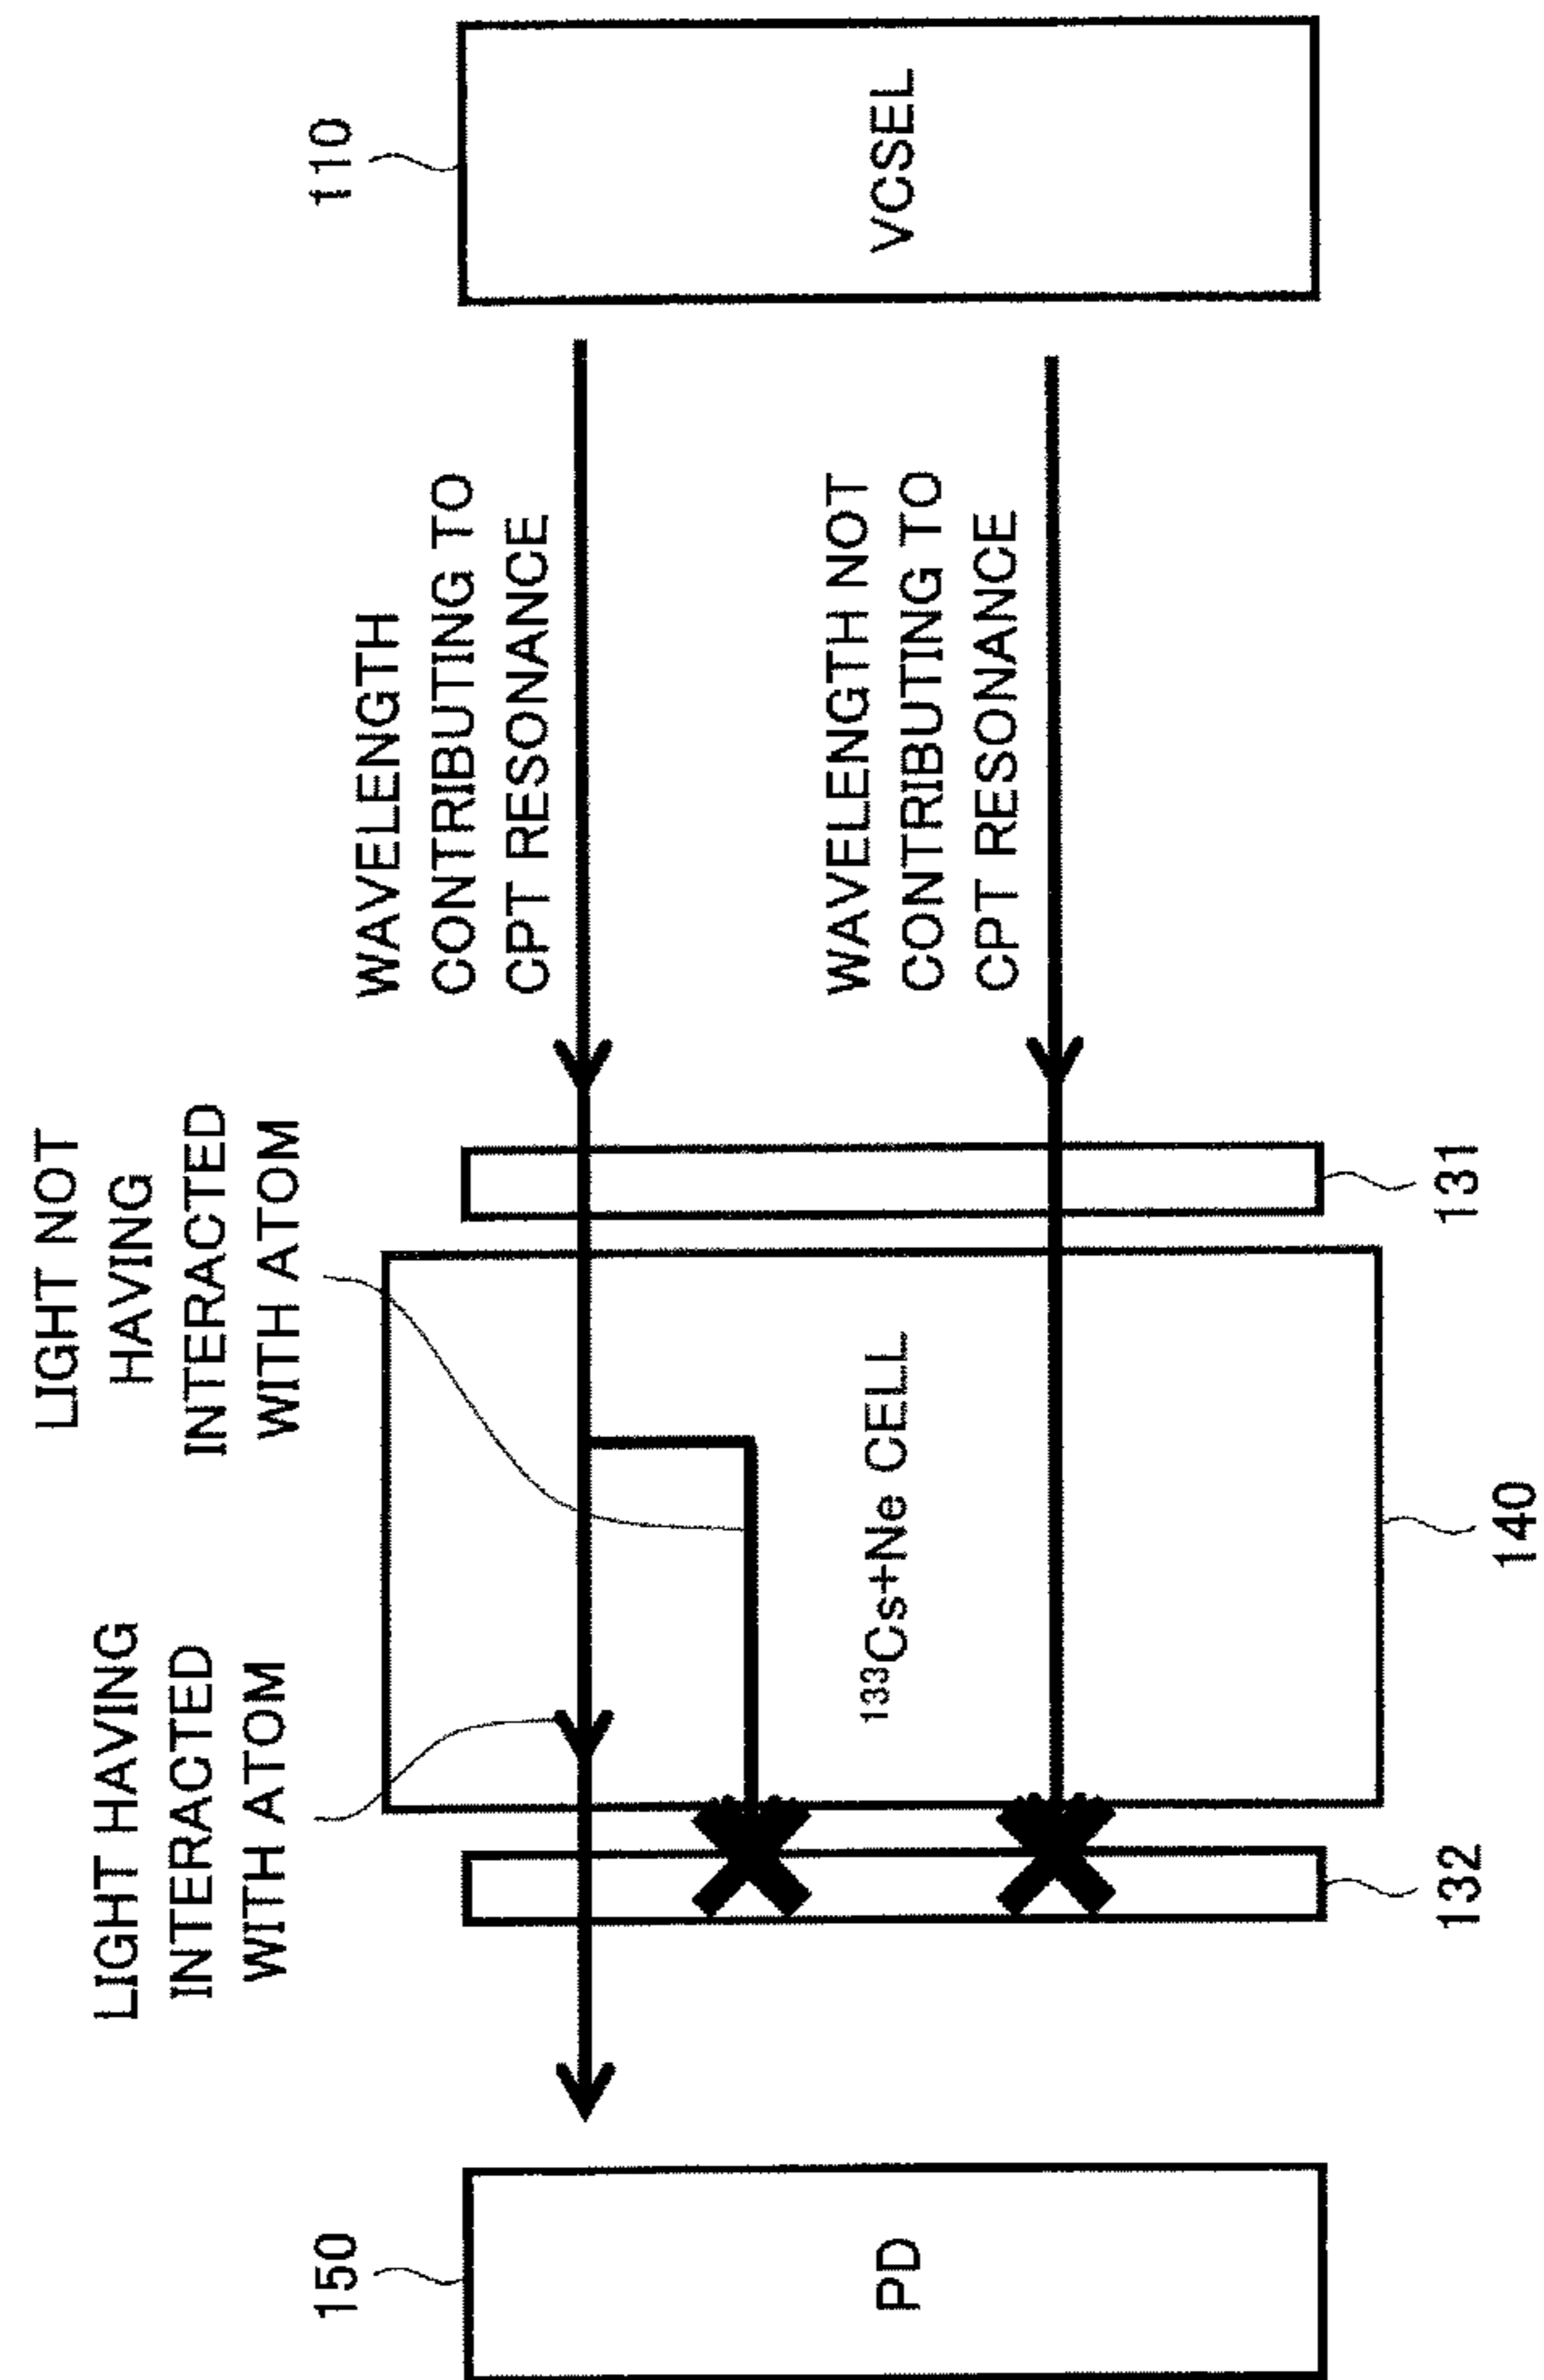 LIGHT HAVING
INTERACTED
WITH ATOM
LIGHT NOT
HAVING
INTERACTED
WITH ATOM
150
110
WAVELENGTH
CONTRIBUTING TO
CPT RESONANCE
WAVELENGTH NOT
CONTRIBUTING TO
CPT RESONANCE
PD
¹³³Cs+Ne CELL
VCSEL
132
140
131